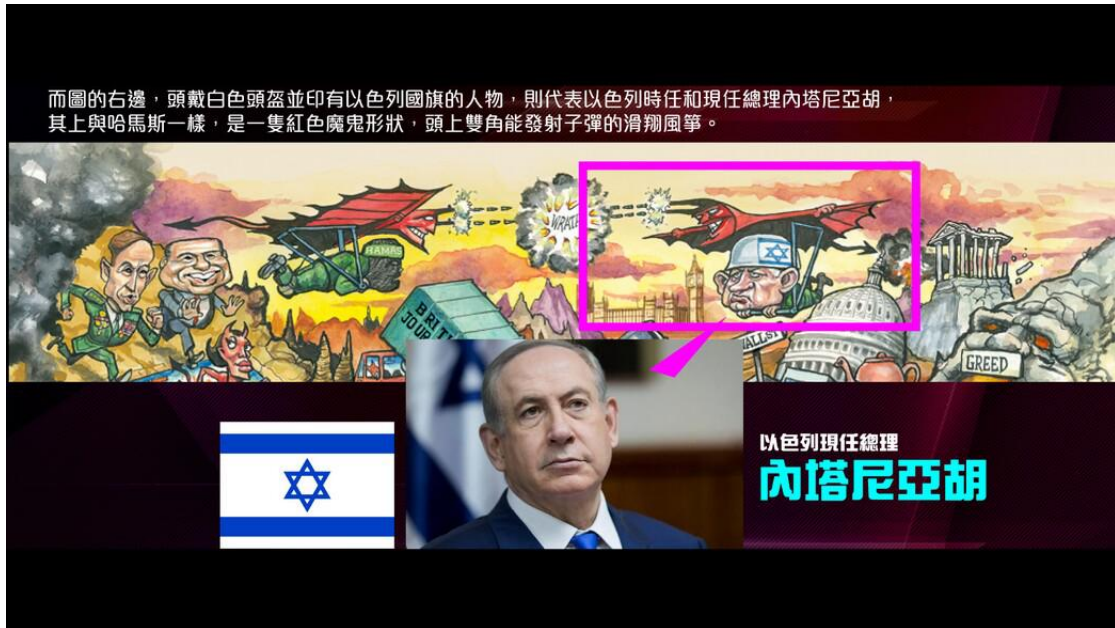 而圖的右邊，頭戴白色頭盔並印有以色列國旗的人物，則代表以色列時任和現任總理內塔尼亞胡，
其上與哈馬斯一樣，是一隻紅色魔鬼形狀，頭上雙角能發射子彈的滑翔風箏。
HAMAS
WRATH
BRITI
JOUR
WALLST
GREED
以色列現任總理
內塔尼亞胡